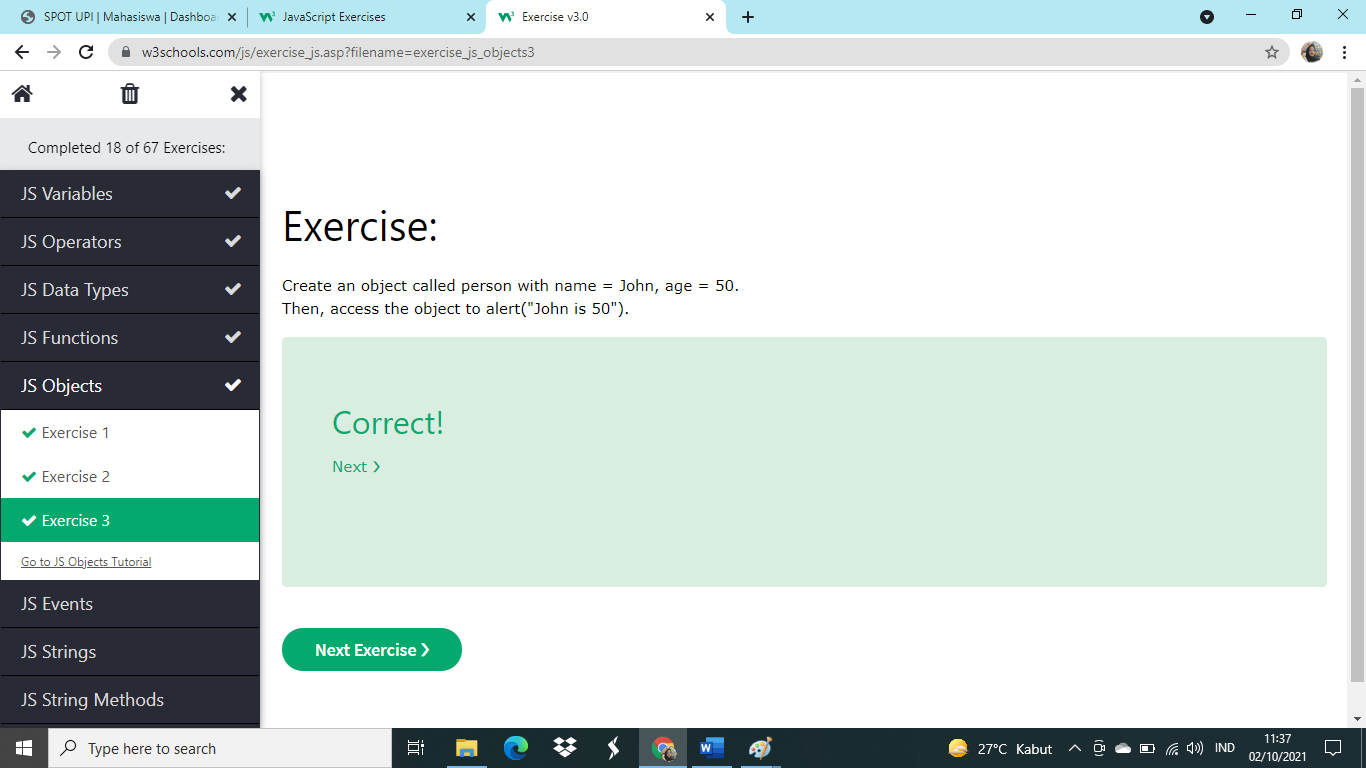 SPOT UPI | Mahasiswa | Dashboa
JavaScript Exercises
Exercise v3.0
w3schools.com/js/exercise_js.asp?filename=exercise_js_objects3
Completed 18 of 67 Exercises:
JS Variables
JS Operators
JS Data Types
JS Functions
JS Objects
Exercise 1
Exercise 2
Exercise 3
Go to JS Objects Tutorial
JS Events
JS Strings
JS String Methods
Exercise:
Create an object called person with name = John, age = 50.
Then, access the object to alert("John is 50").
Correct!
Next ❯
Next Exercise ❯
Type here to search
27°C Kabut
IND
11:37
02/10/2021